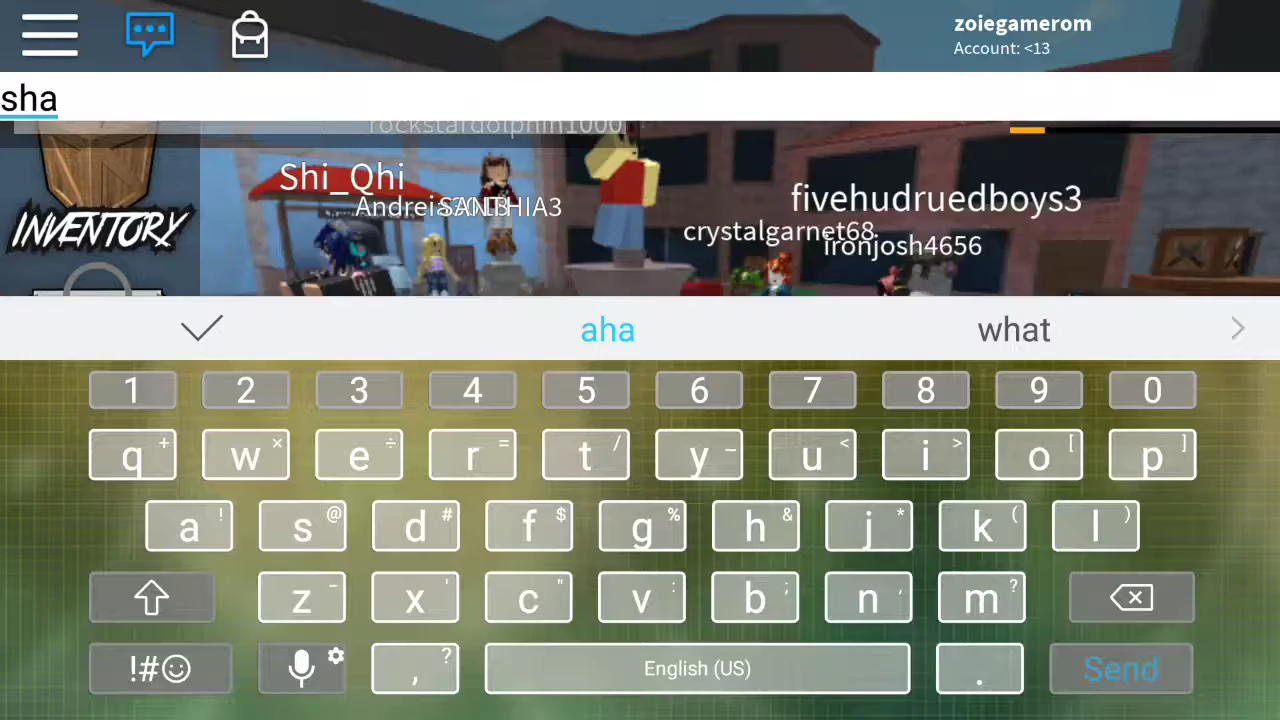 zoiegamerom
Account: <13
sha
rockstardolphin1000
Shi_Qhi
fivehudruedboys3
SANTHIA3
crystalgarnet68
ironjosh4656
INVENTORY
aha what
1 2 3 4 5 6 7 8 9 0
q + w × e ÷ r = t / y _ u < i > o [ p ]
a ! s @ d # f $ g % h & j * k ( l )
z - x ' c " v : b ; n , m ?
!#☺ , ? English (US) . Send